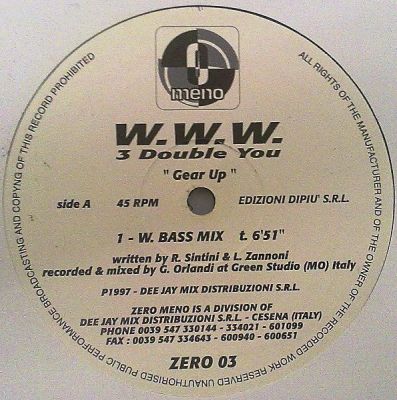 ALL RIGHTS OF THE MANUFACTURER AND OF THE OWNER OF THE RECORDED WORK RESERVED UNAUTHORISED PUBLIC PERFORMANCE BROADCASTING AND COPYNG OF THIS RECORD PROHIBITED
0
meno
W.W.W.
3 Double You
" Gear Up "
side A 45 RPM EDIZIONI DIPIU' S.R.L.
1 - W. BASS MIX t. 6'51"
written by R. Sintini & L. Zannoni
recorded & mixed by G. Orlandi at Green Studio (MO) Italy
P1997 - DEE JAY MIX DISTRIBUZIONI S.R.L.
ZERO MENO IS A DIVISION OF
DEE JAY MIX DISTRIBUZIONI S.R.L. - CESENA (ITALY)
PHONE 0039 547 330144 - 334021 - 601099
FAX : 0039 547 334643 - 600940 - 600651
ZERO 03